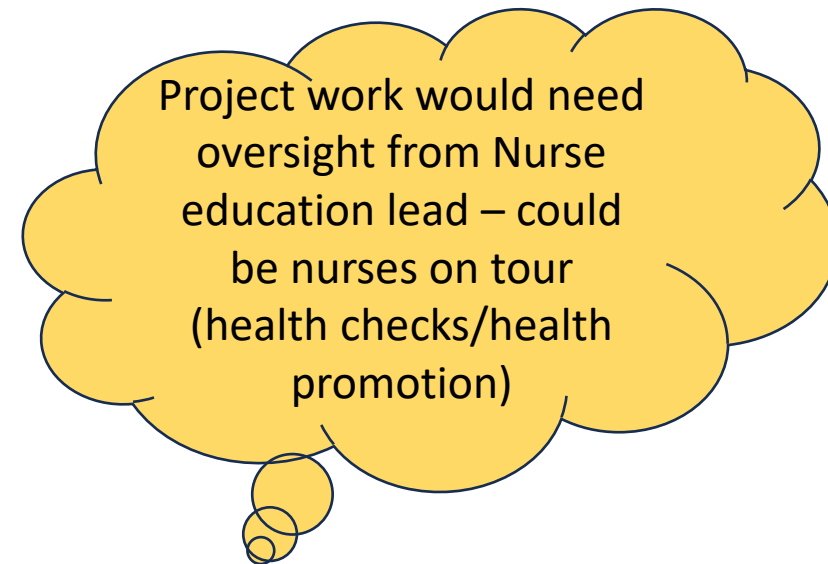 Project work would need
oversight from Nurse
education lead – could
be nurses on tour
(health checks/health
promotion)